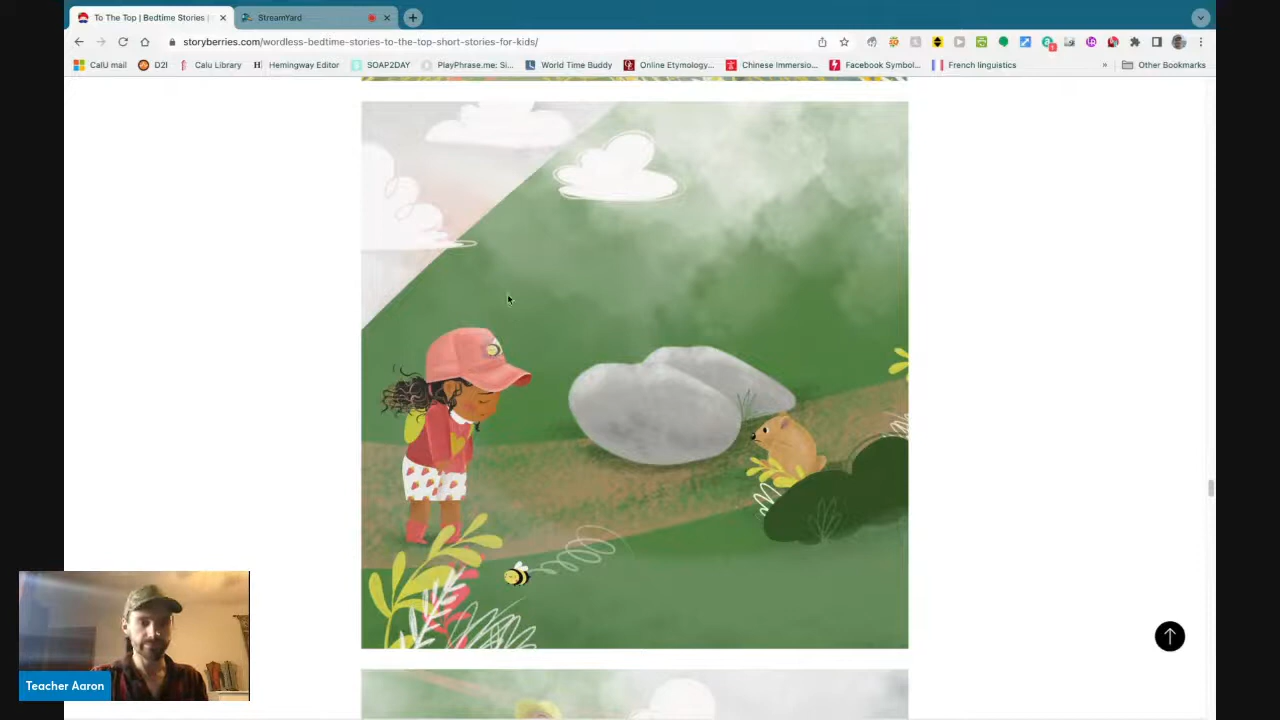 To The Top | Bedtime Stories |
StreamYard
storyberries.com/wordless-bedtime-stories-to-the-top-short-stories-for-kids/
CalU mail D2l Calu Library Hemingway Editor SOAP2DAY PlayPhrase.me: Si... World Time Buddy Online Etymology... Chinese Immersio... Facebook Symbol... French linguistics » Other Bookmarks
Teacher Aaron